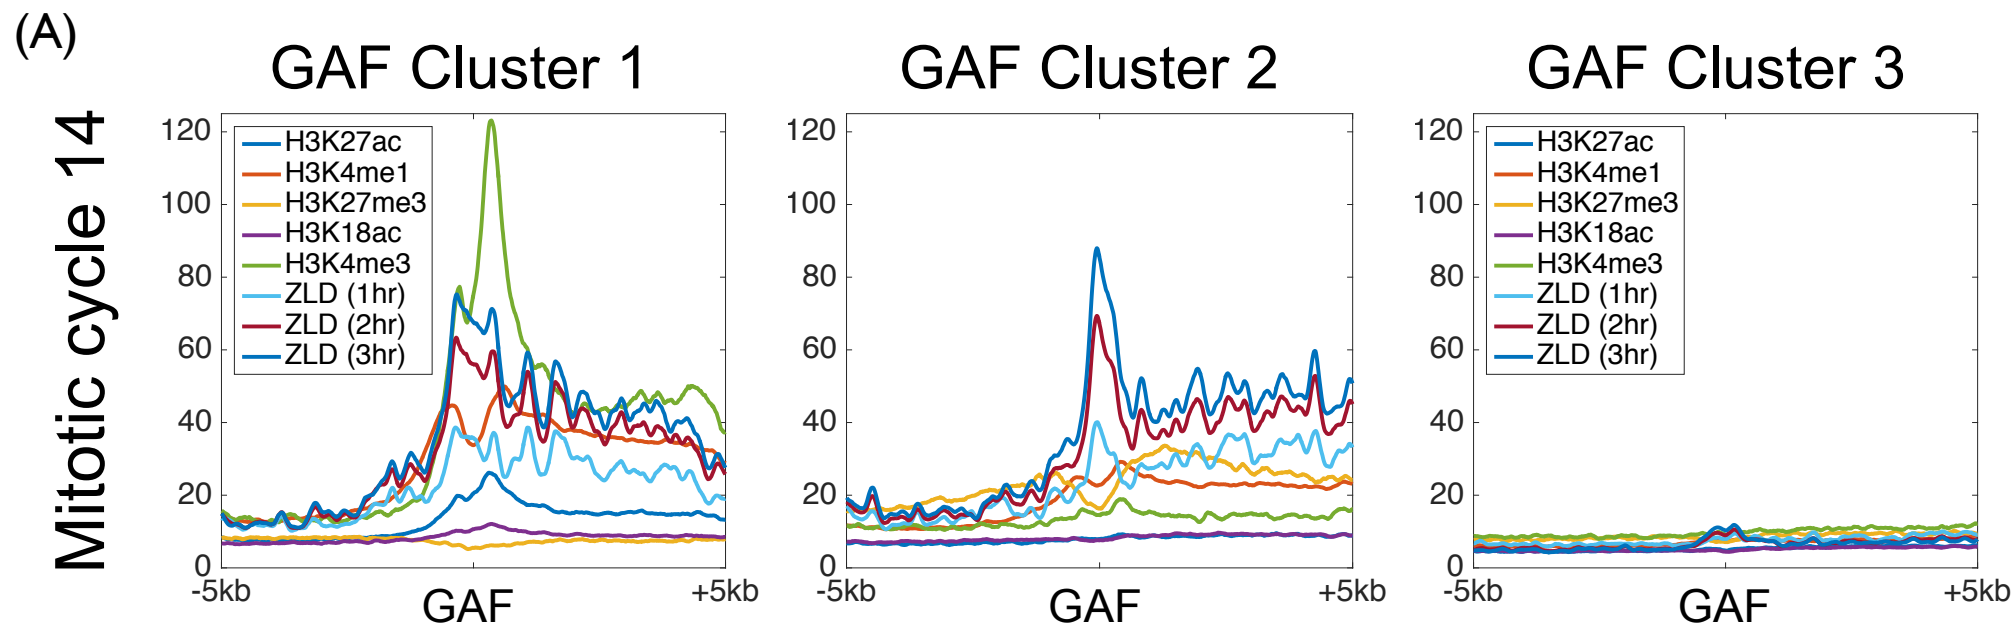 (A)
GAF Cluster 1
GAF Cluster 2
GAF Cluster 3
Mitotic cycle 14
120
100
80
60
40
20
0
H3K27ac
H3K4me1
H3K27me3
H3K18ac
H3K4me3
ZLD (1hr)
ZLD (2hr)
ZLD (3hr)
-5kb
GAF
+5kb
120
100
80
60
40
20
0
-5kb
GAF
+5kb
120
100
80
60
40
20
0
H3K27ac
H3K4me1
H3K27me3
H3K18ac
H3K4me3
ZLD (1hr)
ZLD (2hr)
ZLD (3hr)
-5kb
GAF
+5kb